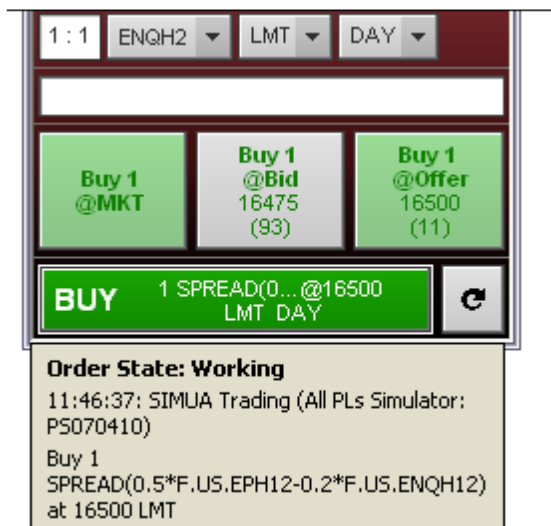 1 : 1 ENQH2 LMT DAY
Buy 1
@MKT
Buy 1
@Bid
16475
(93)
Buy 1
@Offer
16500
(11)
BUY 1 SPREAD(0...@16500
LMT DAY
Order State: Working
11:46:37: SIMUA Trading (All PLs Simulator:
PS070410)
Buy 1
SPREAD(0.5*F.US.EPH12-0.2*F.US.ENQH12)
at 16500 LMT